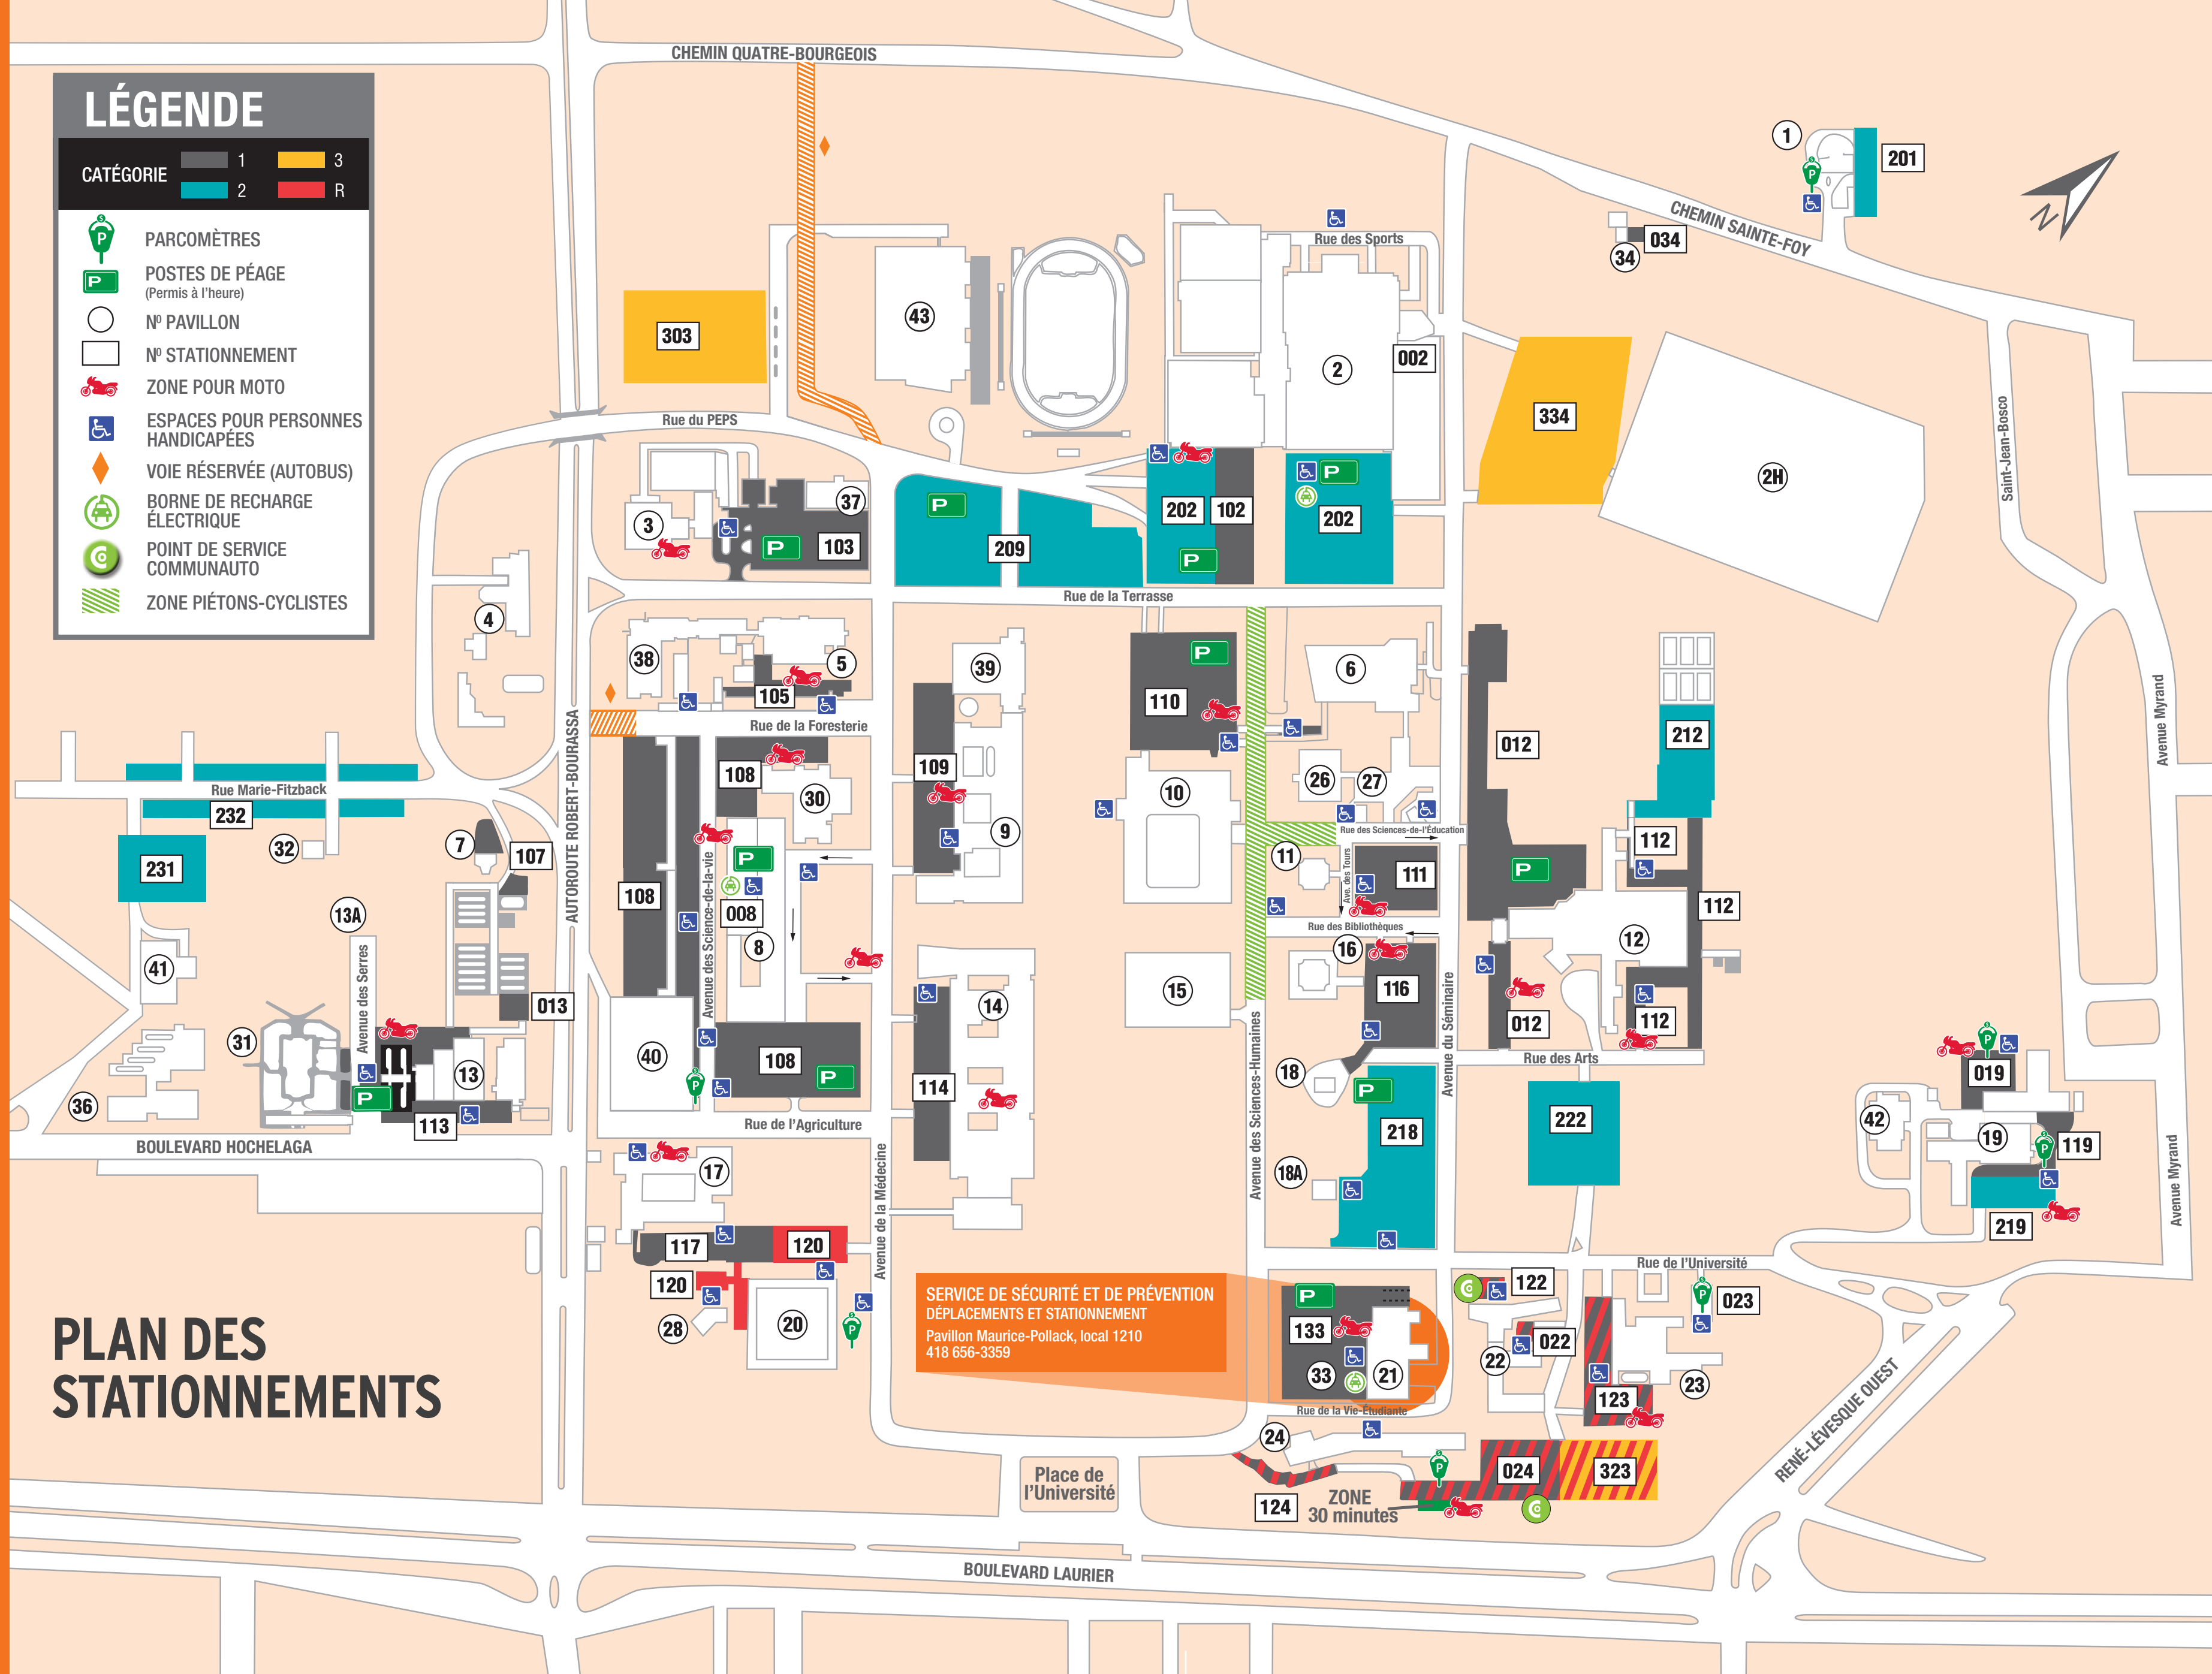 CHEMIN QUATRE-BOURGEOIS
LÉGENDE
CATÉGORIE
1
3
2
R
PARCOMÈTRES
POSTES DE PÉAGE
(Permis à l'heure)
Nº PAVILLON
Nº STATIONNEMENT
ZONE POUR MOTO
ESPACES POUR PERSONNES
HANDICAPÉES
VOIE RÉSERVÉE (AUTOBUS)
BORNE DE RECHARGE
ÉLECTRIQUE
POINT DE SERVICE
COMMUNAUTO
ZONE PIÉTONS-CYCLISTES
1
201
N
CHEMIN SAINTE-FOY
034
34
Rue des Sports
303
43
2
002
334
2H
Saint-Jean-Bosco
Rue du PEPS
3
37
103
209
202
102
202
Rue de la Terrasse
4
38
5
105
39
110
6
012
212
Avenue Myrand
Rue de la Foresterie
AUTOROUTE ROBERT-BOURASSA
Rue Marie-Fitzback
232
231
32
7
107
108
30
108
109
9
10
26
27
Rue des Sciences-de-l'Éducation
11
Ave. des Tours
111
112
112
12
Avenue des Science-de-la-vie
008
8
Rue des Bibliothèques
13A
41
Avenue des Serres
013
16
116
15
14
31
36
13
113
40
108
114
18
012
112
Rue des Arts
Avenue du Séminaire
Avenue des Sciences-Humaines
218
222
18A
019
42
19
119
219
Avenue Myrand
BOULEVARD HOCHELAGA
Rue de l'Agriculture
17
117
120
120
28
20
Avenue de la Médecine
Rue de l'Université
SERVICE DE SÉCURITÉ ET DE PRÉVENTION
DÉPLACEMENTS ET STATIONNEMENT
Pavillon Maurice-Pollack, local 1210
418 656-3359
133
33
21
122
022
22
123
23
023
Rue de la Vie-Étudiante
24
124
ZONE
30 minutes
024
323
RENÉ-LÉVESQUE OUEST
Place de
l'Université
BOULEVARD LAURIER
PLAN DES
STATIONNEMENTS